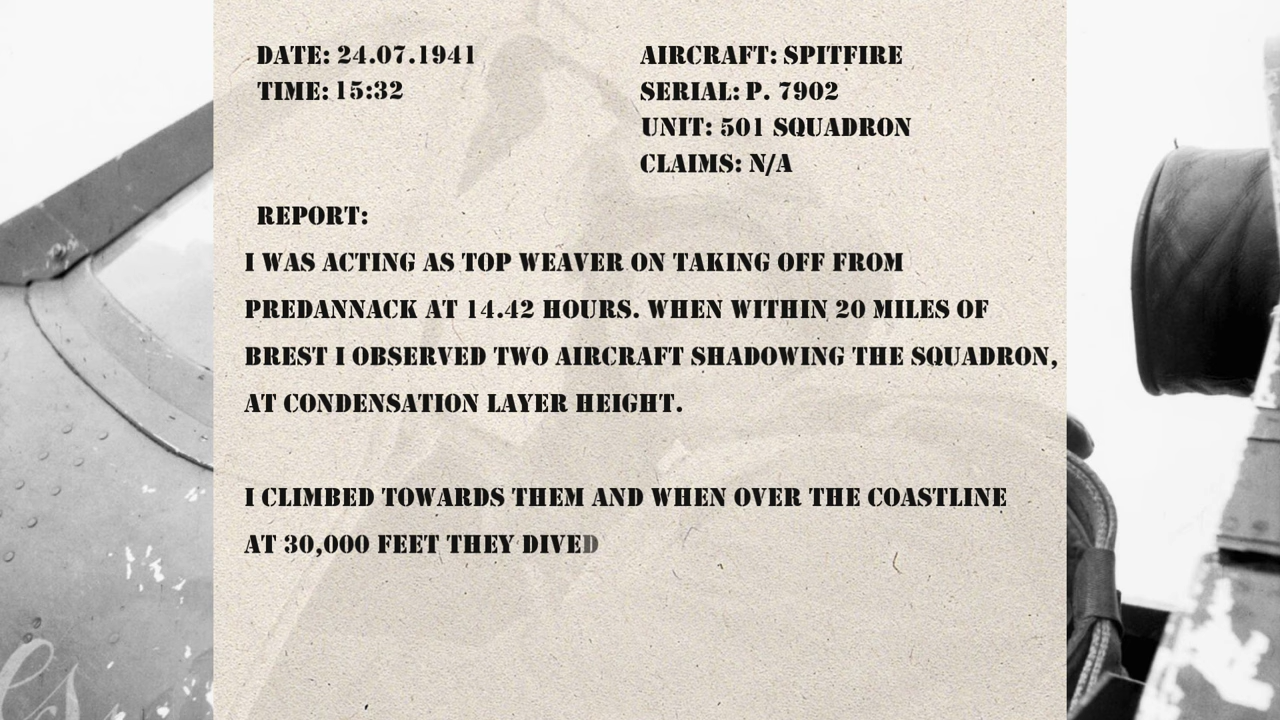 DATE: 24.07.1941
TIME: 15:32
AIRCRAFT: SPITFIRE
SERIAL: P. 7902
UNIT: 501 SQUADRON
CLAIMS: N/A
REPORT:
I WAS ACTING AS TOP WEAVER ON TAKING OFF FROM
PREDANNACK AT 14.42 HOURS. WHEN WITHIN 20 MILES OF
BREST I OBSERVED TWO AIRCRAFT SHADOWING THE SQUADRON,
AT CONDENSATION LAYER HEIGHT.
I CLIMBED TOWARDS THEM AND WHEN OVER THE COASTLINE
AT 30,000 FEET THEY DIVED